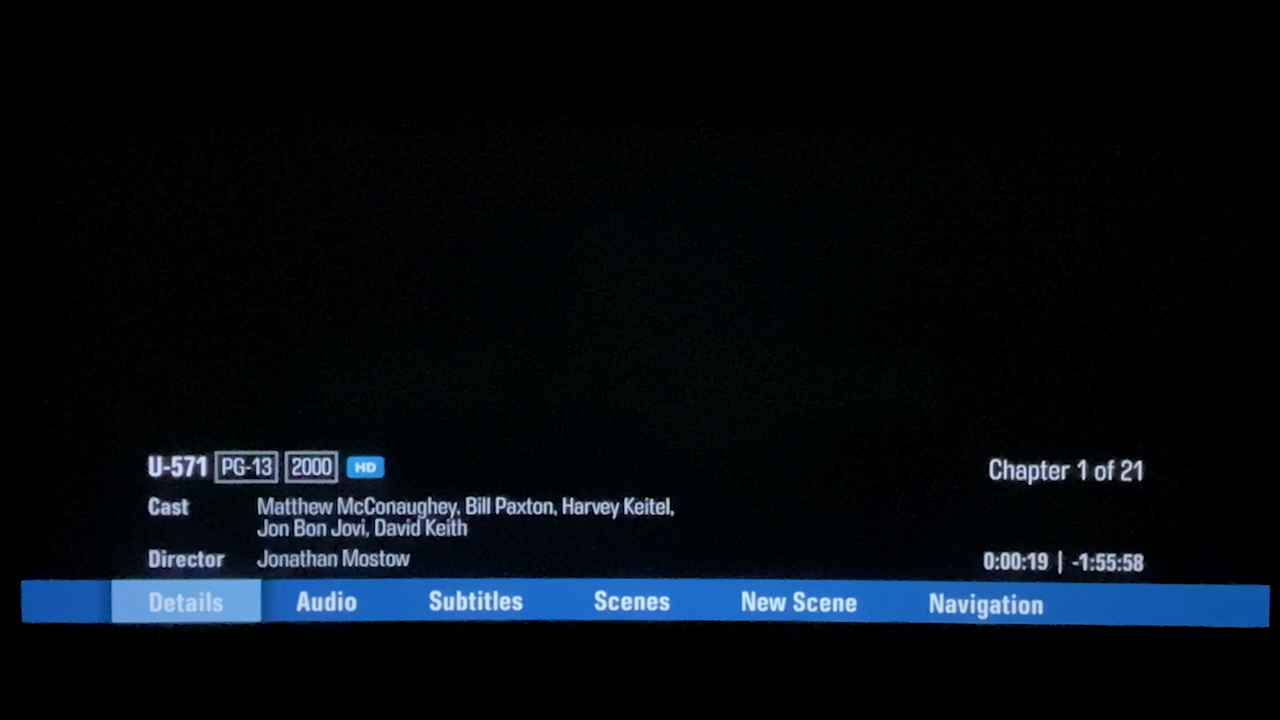 U-571 PG-13 2000 HD
Chapter 1 of 21
Cast Matthew McConaughey, Bill Paxton, Harvey Keitel,
Jon Bon Jovi, David Keith
Director Jonathan Mostow
0:00:19 | -1:55:58
Details Audio Subtitles Scenes New Scene Navigation